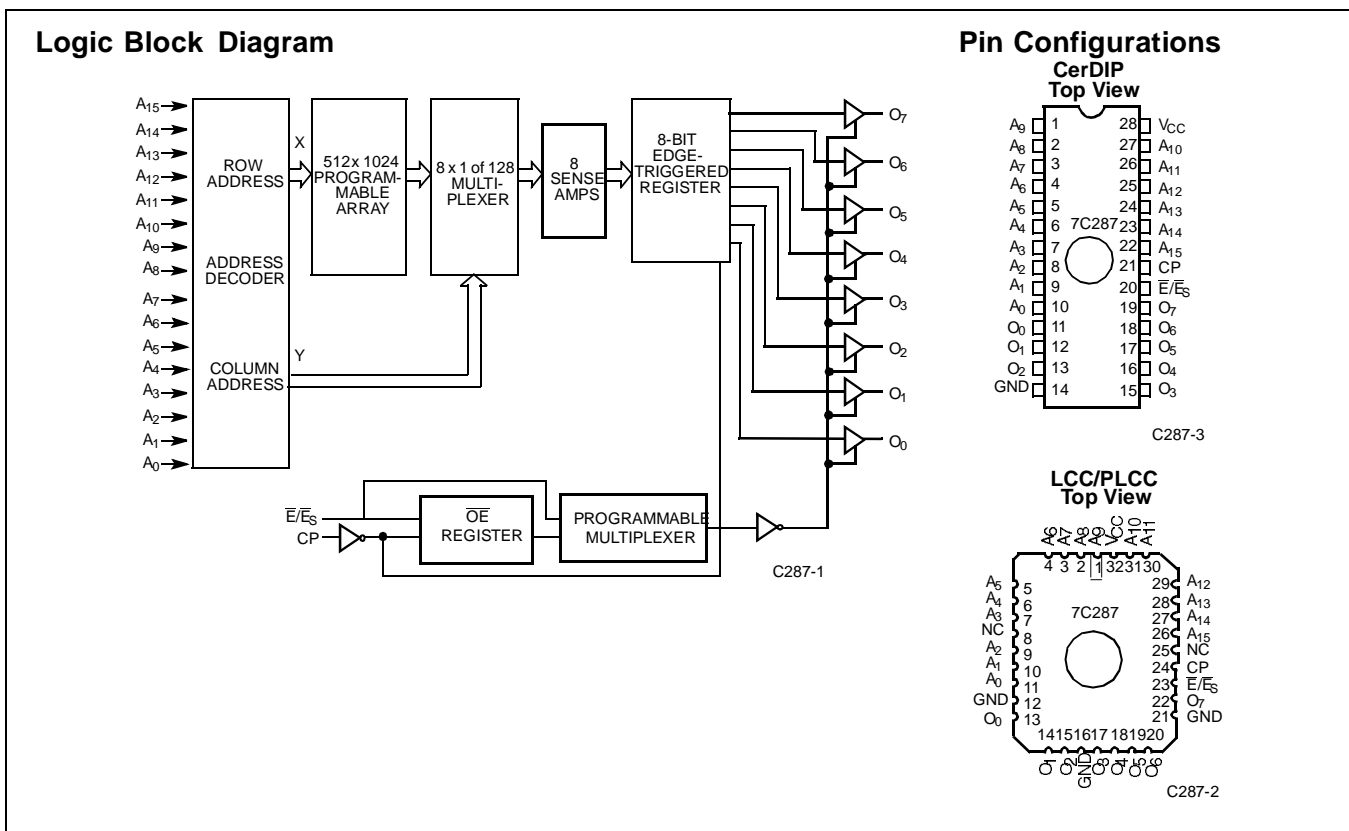 Logic Block Diagram
A15
A14
A13
A12
A11
A10
A9
A8
A7
A6
A5
A4
A3
A2
A1
A0
ROW
ADDRESS
ADDRESS
DECODER
COLUMN
ADDRESS
X
Y
512x 1024
PROGRAM-
MABLE
ARRAY
8 x 1 of 128
MULTI-
PLEXER
8
SENSE
AMPS
8-BIT
EDGE-
TRIGGERED
REGISTER
O7
O6
O5
O4
O3
O2
O1
O0
E̅/E̅S
CP
O̅E̅
REGISTER
PROGRAMMABLE
MULTIPLEXER
C287-1
Pin Configurations
CerDIP
Top View
A9 1 28 VCC
A8 2 27 A10
A7 3 26 A11
A6 4 25 A12
A5 5 24 A13
A4 6 23 A14
A3 7 22 A15
A2 8 21 CP
A1 9 20 E̅/E̅S
A0 10 19 O7
O0 11 18 O6
O1 12 17 O5
O2 13 16 O4
GND 14 15 O3
7C287
C287-3
LCC/PLCC
Top View
A6 A7 A8 A9 VCC A10 A11
4 3 2 1 32 31 30
A5 5 29 A12
A4 6 28 A13
A3 7 27 A14
NC 8 26 A15
A2 9 25 NC
A1 10 24 CP
A0 11 23 E̅/E̅S
GND 12 22 O7
O0 13 21 GND
7C287
14 15 16 17 18 19 20
O1 O2 GND O3 O4 O5 O6
C287-2